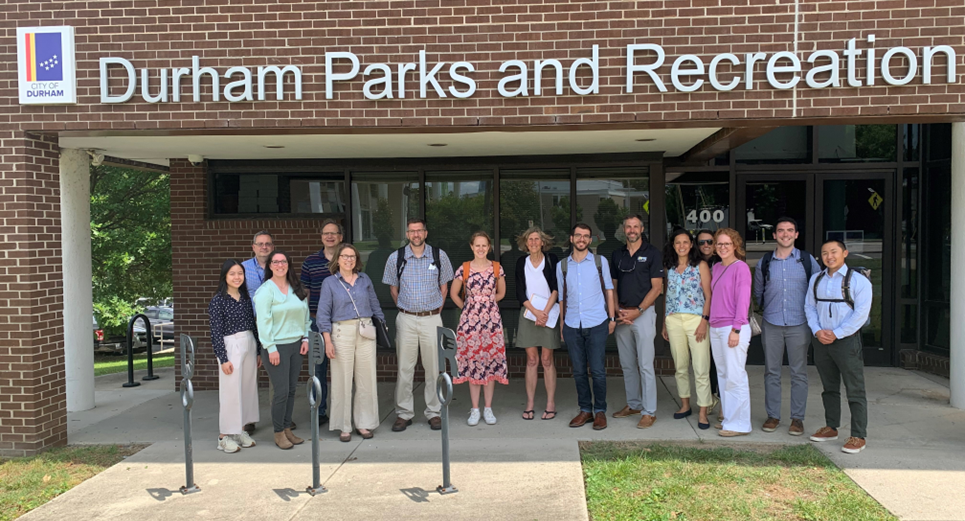 CITY OF
DURHAM
Durham Parks and Recreation
400